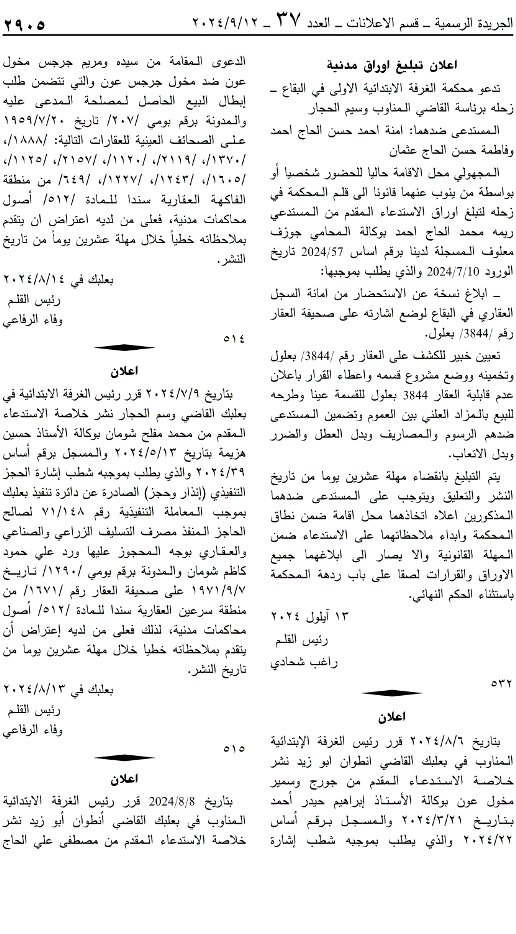 الجريدة الرسمية ــ قسم الاعلانات ــ العدد ٣٧ ــ ٢٠٢٤/٩/١٢
٢٩٠٥
اعلان تبليغ اوراق مدنية
تدعو محكمة الغرفة الابتدائية الاولى في البقاع ــ
زحله برئاسة القاضي المناوب وسيم الحجار
المستدعى ضدهما: امنة احمد حسن الحاج احمد
وفاطمة حسن الحاج عثمان
المجهولي محل الاقامة حاليا للحضور شخصيا أو
بواسطة من ينوب عنهما قانونا الى قلم المحكمة في
زحله لتبلغ اوراق الاستدعاء المقدم من المستدعي
ريمه محمد الحاج احمد بوكالة المحامي جوزف
معلوف المسجلة لدينا برقم اساس 2024/57 تاريخ
الورود 2024/7/10 والذي يطلب بموجبها:
ــ ابلاغ نسخة عن الاستحضار من امانة السجل
العقاري في البقاع لوضع اشارته على صحيفة العقار
رقم /3844/ بعلول.
تعيين خبير للكشف على العقار رقم /3844/ بعلول
وتخمينه ووضع مشروع قسمه واعطاء القرار باعلان
عدم قابلية العقار 3844 بعلول للقسمة عينا وطرحه
للبيع بالمزاد العلني بين العموم وتضمين المستدعى
ضدهم الرسوم والمصاريف وبدل العطل والضرر
وبدل الاتعاب.
يتم التبليغ بانقضاء مهلة عشرين يوما من تاريخ
النشر والتعليق ويتوجب على المستدعى ضدهما
المذكورين اعلاه اتخاذهما محل اقامة ضمن نطاق
المحكمة وابداء ملاحظاتهما على الاستدعاء ضمن
المهلة القانونية والا يصار الى ابلاغهما جميع
الاوراق والقرارات لصقا على باب ردهة المحكمة
باستثناء الحكم النهائي.
١٣ آيلول ٢٠٢٤
رئيس القلم
راغب شحادي
٥٣٢
اعلان
بتاريخ ٢٠٢٤/٨/٦ قرر رئيس الغرفة الإبتدائية
المناوب في بعلبك القاضي انطوان ابو زيد نشر
خلاصة الاستدعاء المقدم من جورج وسمير
مخول عون بوكالة الأستاذ إبراهيم حيدر أحمد
بتاريخ ٢٠٢٤/٣/٢١ والمسجل برقم أساس
٢٠٢٤/٢٢ والذي يطلب بموجبه شطب إشارة
الدعوى المقامة من سيده ومريم جرجس مخول
عون ضد مخول جرجس عون والتي تتضمن طلب
إبطال البيع الحاصل لمصلحة المدعى عليه
والمدونة برقم يومي /٢٠٧/ تاريخ ١٩٥٩/٧/٢٠
على الصحائف العينية للعقارات التالية: /١٨٨٨/،
/١٣٧٠/، /٢١١٩/، /١١٢٠/، /٢١٥٧/، /١١٢٥/،
/١٦٠٥/، /١٢٤٣/، /١٢٢٧/، /٦٤٩/ من منطقة
الفاكهة العقارية سندا للمادة /٥١٢/ أصول
محاكمات مدنية، فعلى من لديه اعتراض ان يتقدم
بملاحظاته خطياً خلال مهلة عشرين يوماً من تاريخ
النشر.
بعلبك في ٢٠٢٤/٨/١٤
رئيس القلم
وفاء الرفاعي
٥١٤
اعلان
بتاريخ ٢٠٢٤/٧/٩ قرر رئيس الغرفة الابتدائية في
بعلبك القاضي وسم الحجار نشر خلاصة الاستدعاء
المقدم من محمد مفلح شومان بوكالة الأستاذ حسين
هزيمة بتاريخ ٢٠٢٤/٥/١٣ والمسجل برقم أساس
٢٠٢٤/٣٩ والذي يطلب بموجبه شطب إشارة الحجز
التنفيذي ((إنذار وحجز) الصادرة عن دائرة تنفيذ بعلبك
بموجب المعاملة التنفيذية رقم ٧١/١٤٨ لصالح
الحاجز المنفذ مصرف التسليف الزراعي والصناعي
والعقاري بوجه المحجوز عليها ورد علي حمود
كاظم شومان والمدونة برقم يومي /١٢٩٠/ تاريخ
١٩٧١/٩/٧ على صحيفة العقار رقم /١٦٧١/ من
منطقة سرعين العقارية سندا للمادة /٥١٢/ أصول
محاكمات مدنية، لذلك فعلى من لديه إعتراض أن
يتقدم بملاحظاته خطيا خلال مهلة عشرين يوما من
تاريخ النشر.
بعلبك في ٢٠٢٤/٨/١٣
رئيس القلم
وفاء الرفاعي
٥١٥
اعلان
بتاريخ 2024/8/8 قرر رئيس الغرفة الابتدائية
المناوب في بعلبك القاضي أنطوان أبو زيد نشر
خلاصة الاستدعاء المقدم من مصطفى علي الحاج